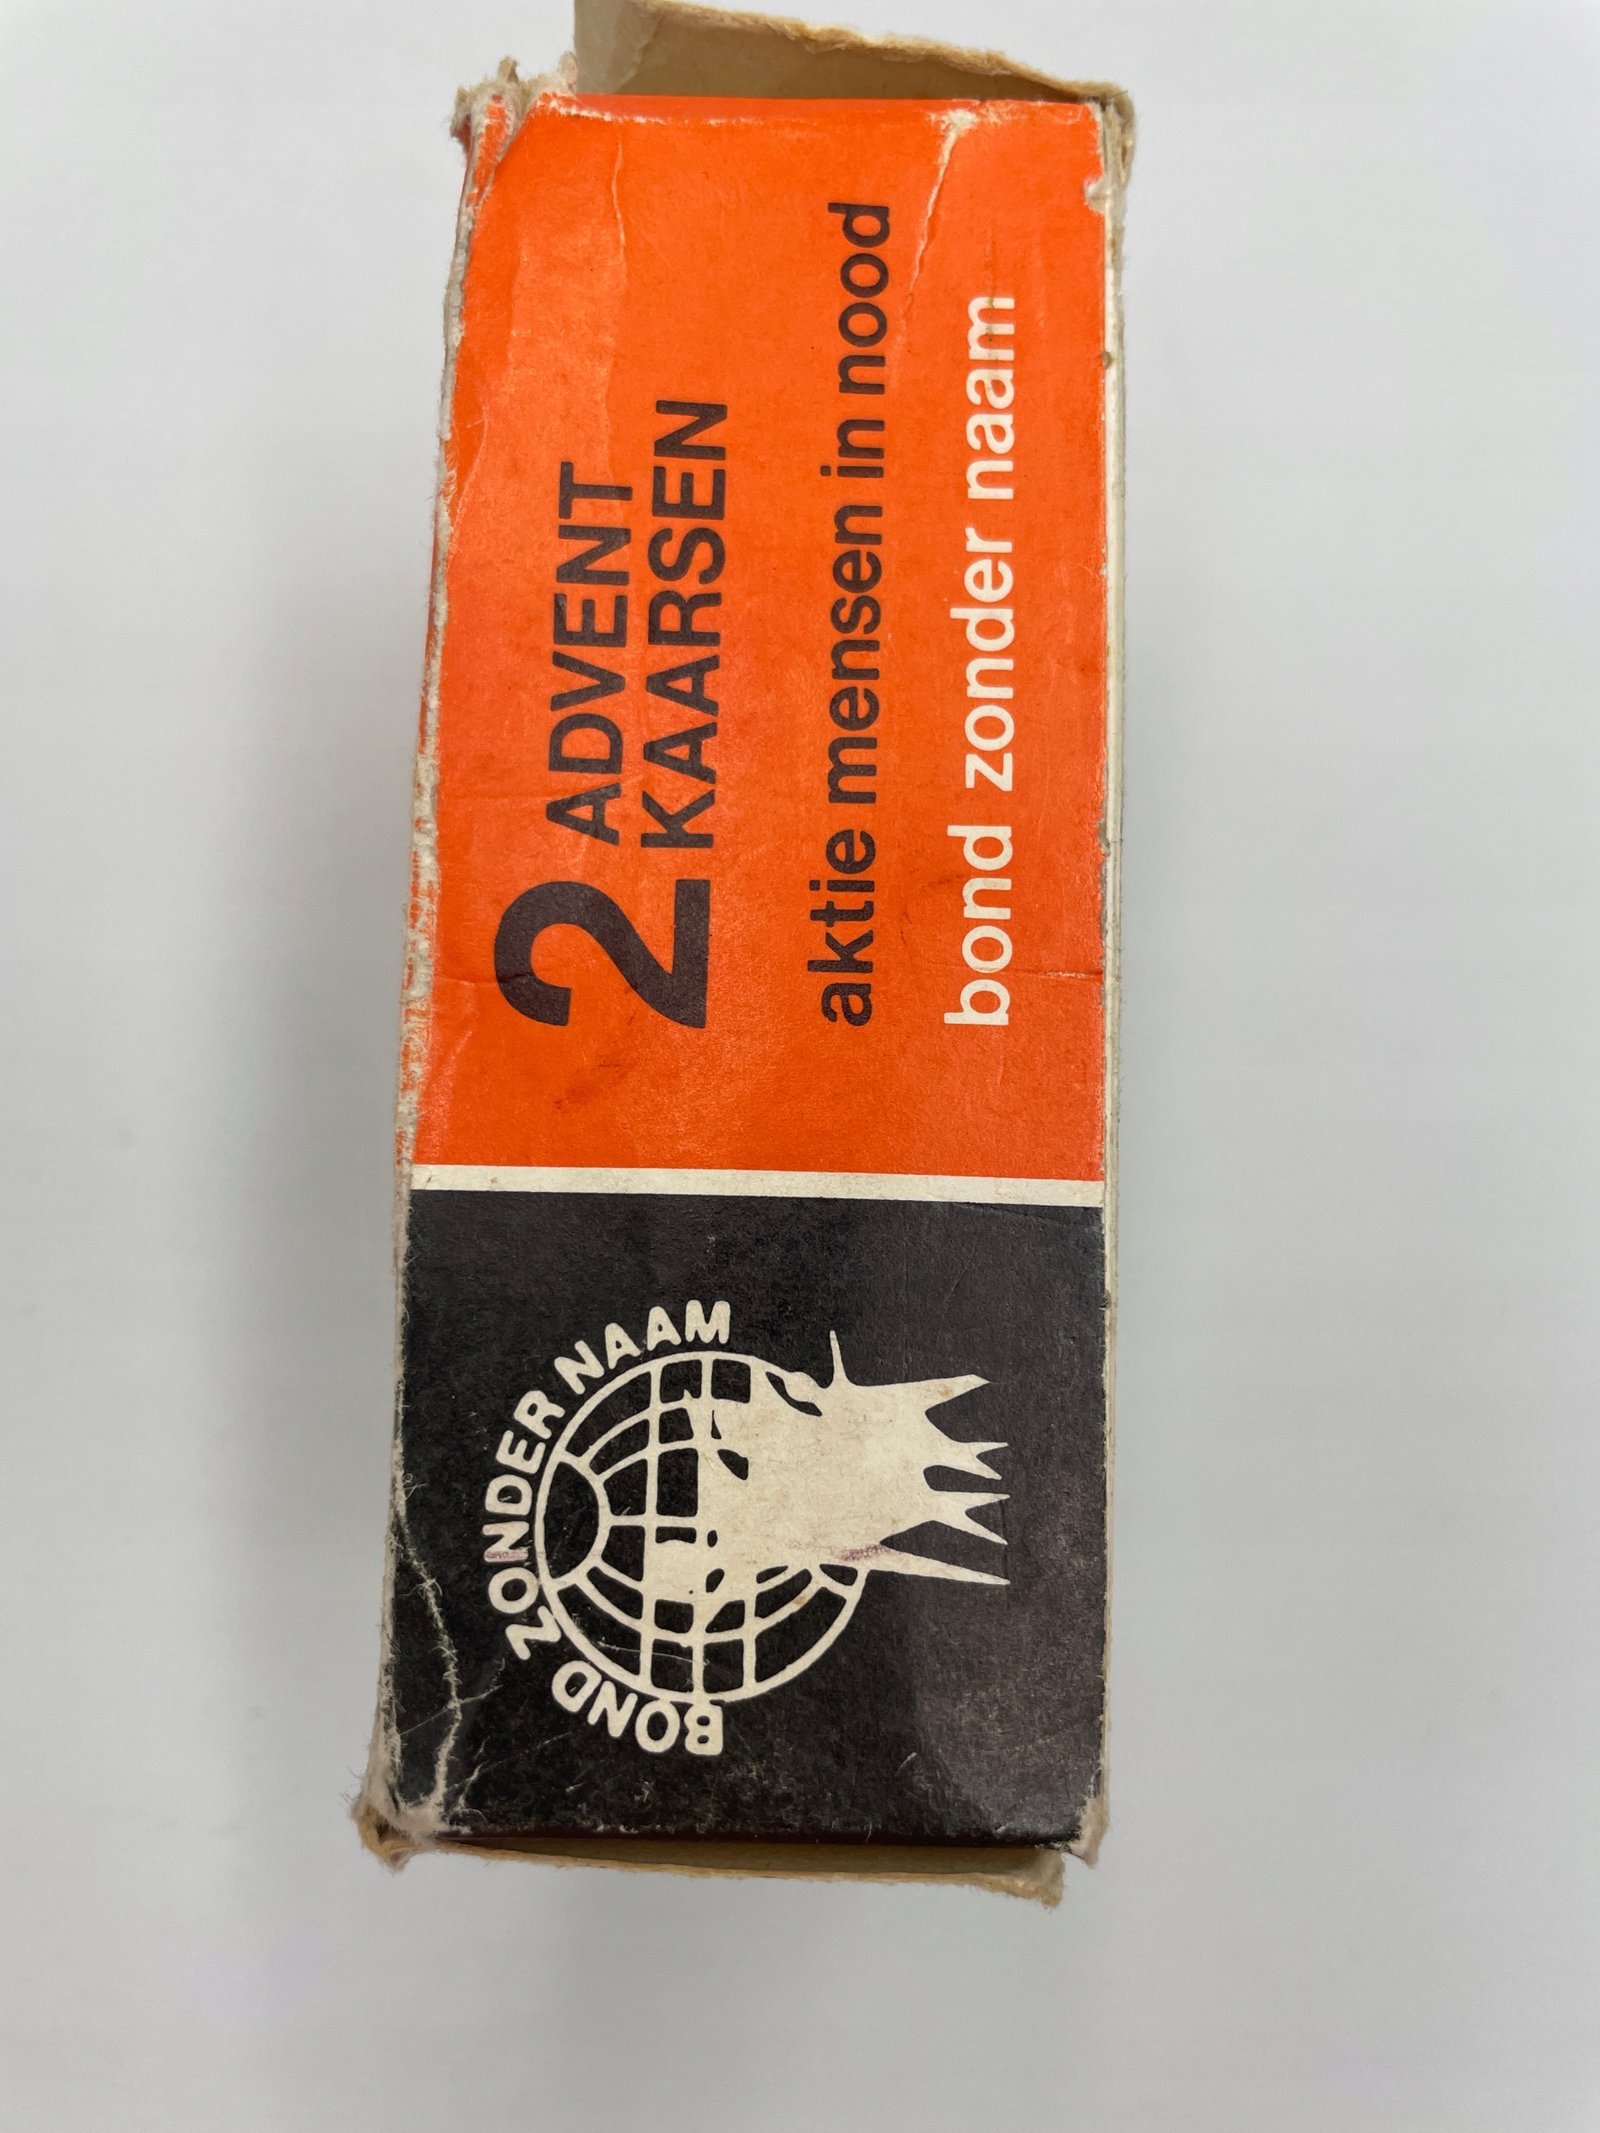 2 ADVENT
KAARSEN
aktie mensen in nood
bond zonder naam
BOND ZONDER NAAM